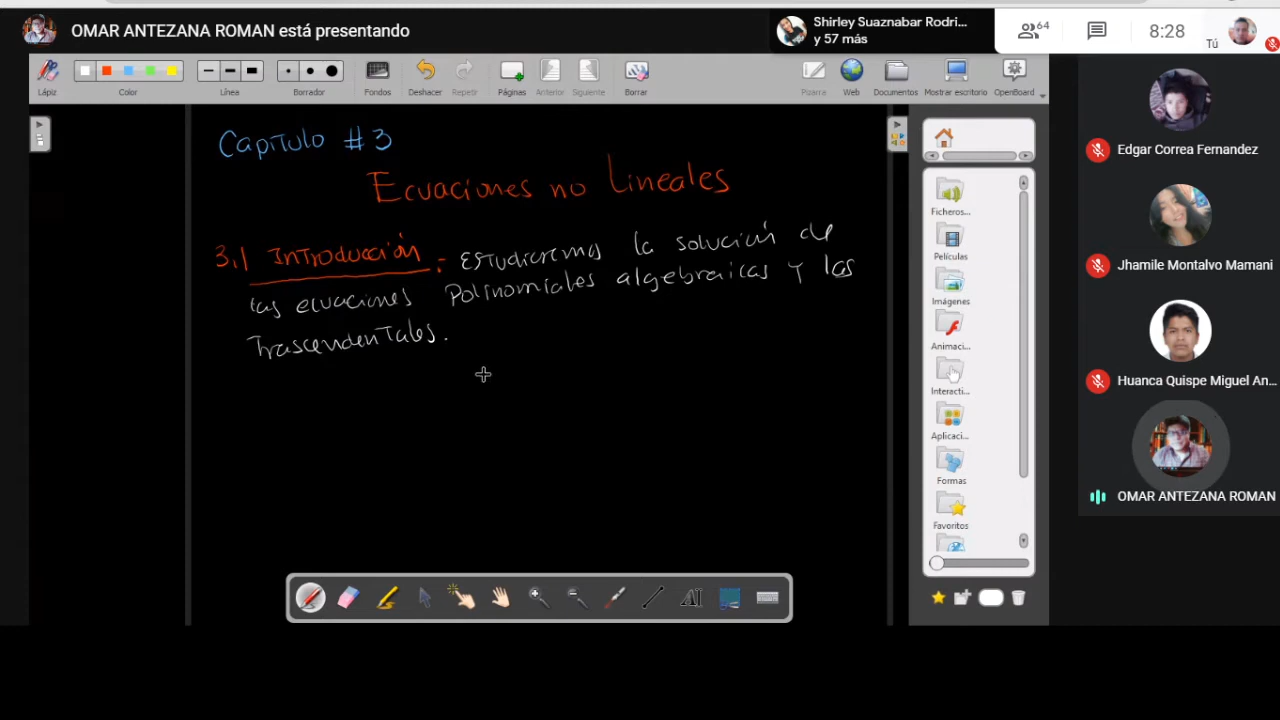 OMAR ANTEZANA ROMAN está presentando
Shirley Suaznabar Rodri...
y 57 más
64
8:28
Tú
Lápiz
Color
Línea
Borrador
Fondos
Deshacer
Repetir
Páginas
Anterior
Siguiente
Borrar
Pizarra
Web
Documentos
Mostrar escritorio
OpenBoard
Capítulo # 3
Ecuaciones no Lineales
3.1 Introducción.- Estudiaremos la solución de
las ecuaciones Polinomiales algebraicas y las
Trascendentales.
Ficheros...
Películas
Imágenes
Animaci...
Interacti...
Aplicaci...
Formas
Favoritos
Edgar Correa Fernandez
Jhamile Montalvo Mamani
Huanca Quispe Miguel An...
OMAR ANTEZANA ROMAN